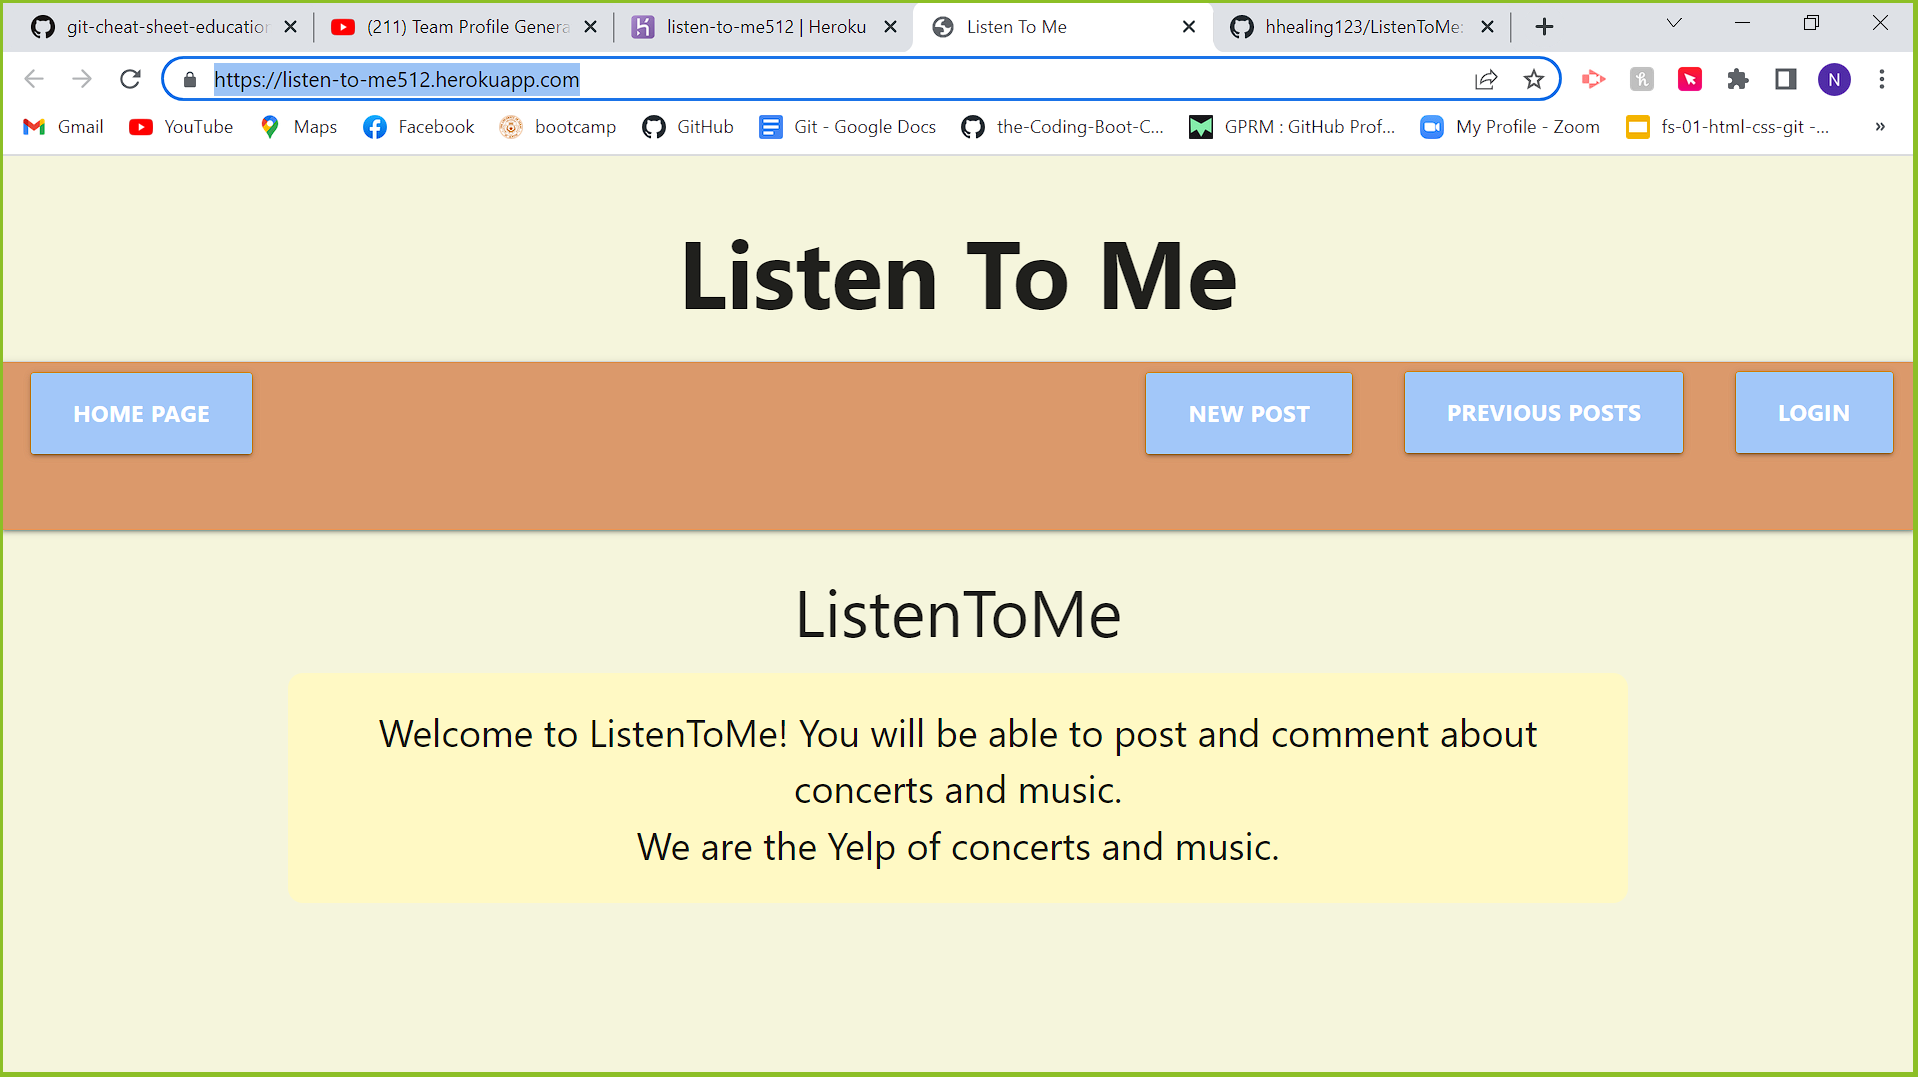 git-cheat-sheet-education
(211) Team Profile Genera
listen-to-me512 | Heroku
Listen To Me
hhealing123/ListenToMe:
https://listen-to-me512.herokuapp.com
N
Gmail
YouTube
Maps
Facebook
bootcamp
GitHub
Git - Google Docs
the-Coding-Boot-C...
GPRM : GitHub Prof...
My Profile - Zoom
fs-01-html-css-git -...
»
Listen To Me
HOME PAGE
NEW POST
PREVIOUS POSTS
LOGIN
ListenToMe
Welcome to ListenToMe! You will be able to post and comment about
concerts and music.
We are the Yelp of concerts and music.